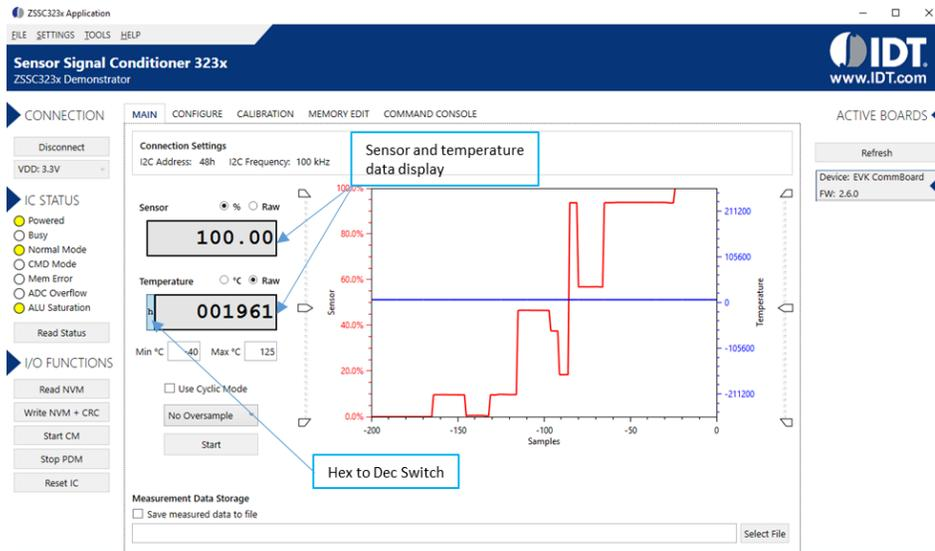 ZSSC323x Application
FILE SETTINGS TOOLS HELP
Sensor Signal Conditioner 323x
ZSSC323x Demonstrator
IDT
www.IDT.com
CONNECTION
Disconnect
VDD: 3.3V
IC STATUS
Powered
Busy
Normal Mode
CMD Mode
Mem Error
ADC Overflow
ALU Saturation
Read Status
I/O FUNCTIONS
Read NVM
Write NVM + CRC
Start CM
Stop PDM
Reset IC
MAIN CONFIGURE CALIBRATION MEMORY EDIT COMMAND CONSOLE
Connection Settings
I2C Address: 48h I2C Frequency: 100 kHz
Sensor and temperature
data display
Sensor % Raw
100.00
Temperature °C Raw
h 001961
Min °C -40 Max °C 125
Use Cyclic Mode
No Oversample
Start
Hex to Dec Switch
100.0%
80.0%
60.0%
40.0%
20.0%
0.0%
Sensor
-200 -150 -100 -50 0
Samples
211200
105600
0
-105600
-211200
Temperature
Measurement Data Storage
Save measured data to file
Select File
ACTIVE BOARDS
Refresh
Device: EVK CommBoard
FW: 2.6.0